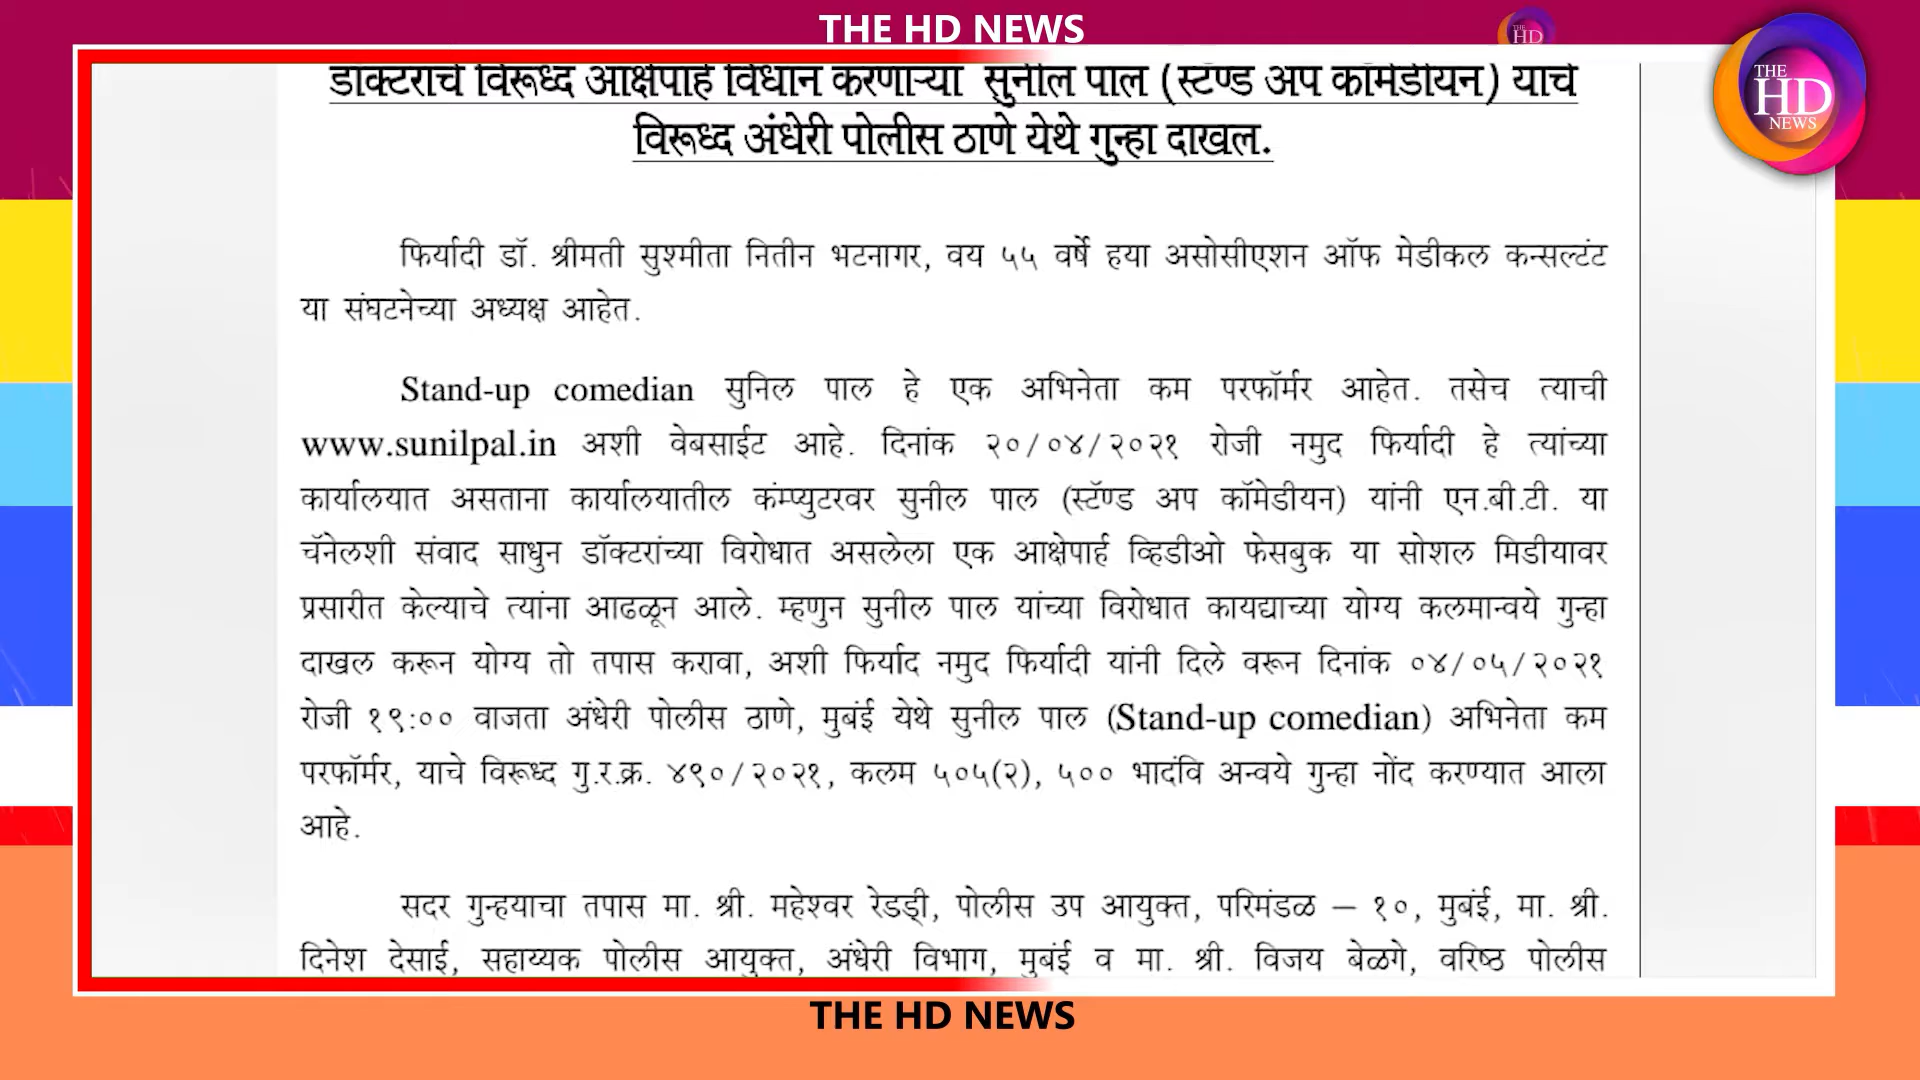 THE HD NEWS
THE HD NEWS
डॉक्टरांचे विरूध्द आक्षेपार्ह विधान करणाऱ्या सुनील पाल (स्टॅण्ड अप कॉमेडीयन) याचे
विरूध्द अंधेरी पोलीस ठाणे येथे गुन्हा दाखल.
फिर्यादी डॉ. श्रीमती सुश्मीता नितीन भटनागर, वय ५५ वर्षे हया असोसीएशन ऑफ मेडीकल कन्सल्टंट
या संघटनेच्या अध्यक्ष आहेत.
Stand-up comedian सुनिल पाल हे एक अभिनेता कम परफॉर्मर आहेत. तसेच त्याची
www.sunilpal.in अशी वेबसाईट आहे. दिनांक २०/०४/२०२१ रोजी नमुद फिर्यादी हे त्यांच्या
कार्यालयात असताना कार्यालयातील कंम्प्युटरवर सुनील पाल (स्टॅण्ड अप कॉमेडीयन) यांनी एन.बी.टी. या
चॅनेलशी संवाद साधुन डॉक्टरांच्या विरोधात असलेला एक आक्षेपार्ह व्हिडीओ फेसबुक या सोशल मिडीयावर
प्रसारीत केल्याचे त्यांना आढळून आले. म्हणुन सुनील पाल यांच्या विरोधात कायद्याच्या योग्य कलमान्वये गुन्हा
दाखल करून योग्य तो तपास करावा, अशी फिर्याद नमुद फिर्यादी यांनी दिले वरून दिनांक ०४/०५/२०२१
रोजी १९:०० वाजता अंधेरी पोलीस ठाणे, मुबंई येथे सुनील पाल (Stand-up comedian) अभिनेता कम
परफॉर्मर, याचे विरूध्द गु.र.क्र. ४९०/२०२१, कलम ५०५(२), ५०० भादंवि अन्वये गुन्हा नोंद करण्यात आला
आहे.
सदर गुन्हयाचा तपास मा. श्री. महेश्वर रेडड्री, पोलीस उप आयुक्त, परिमंडळ – १०, मुबंई, मा. श्री.
दिनेश देसाई, सहाय्यक पोलीस आयुक्त, अंधेरी विभाग, मुबंई व मा. श्री. विजय बेळगे, वरिष्ठ पोलीस
THE HD NEWS